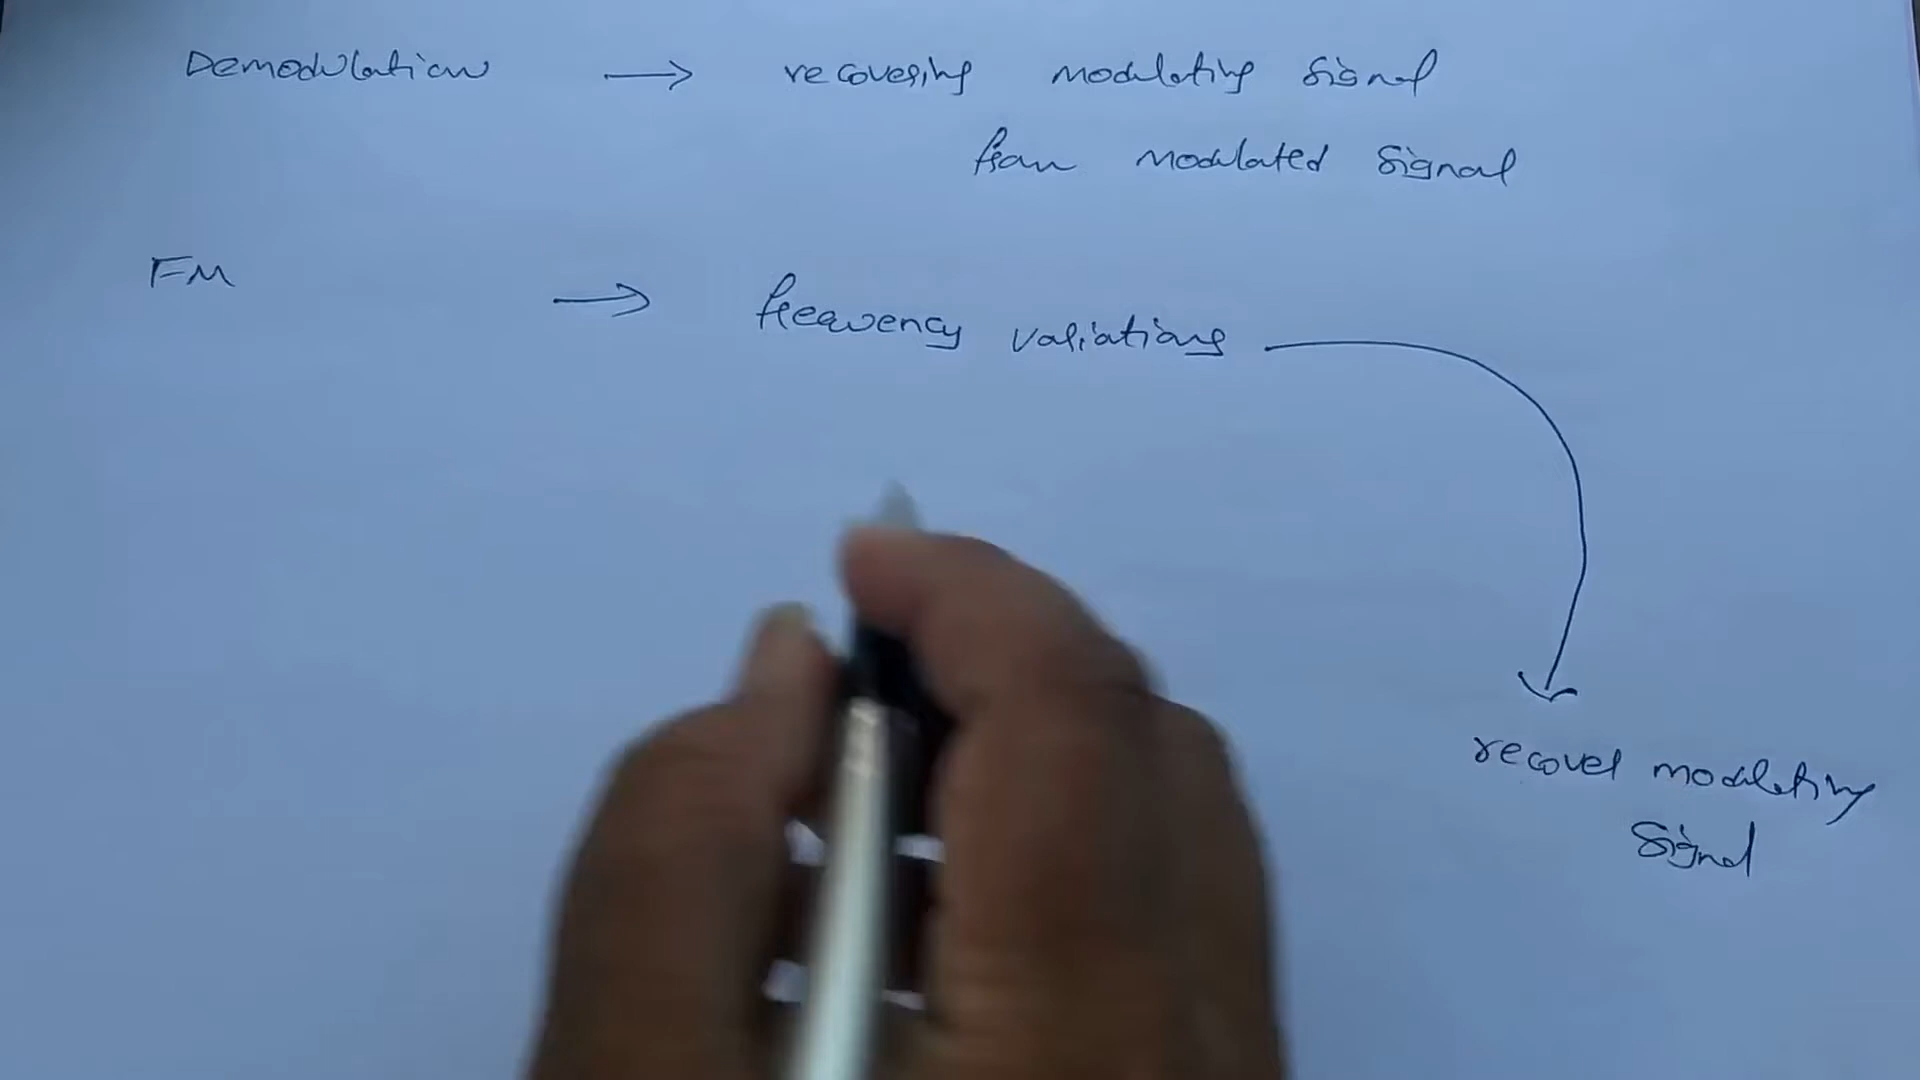 Demodulation → recovering modulating signal
from modulated signal
FM → frequency variations
recover modulating
signal